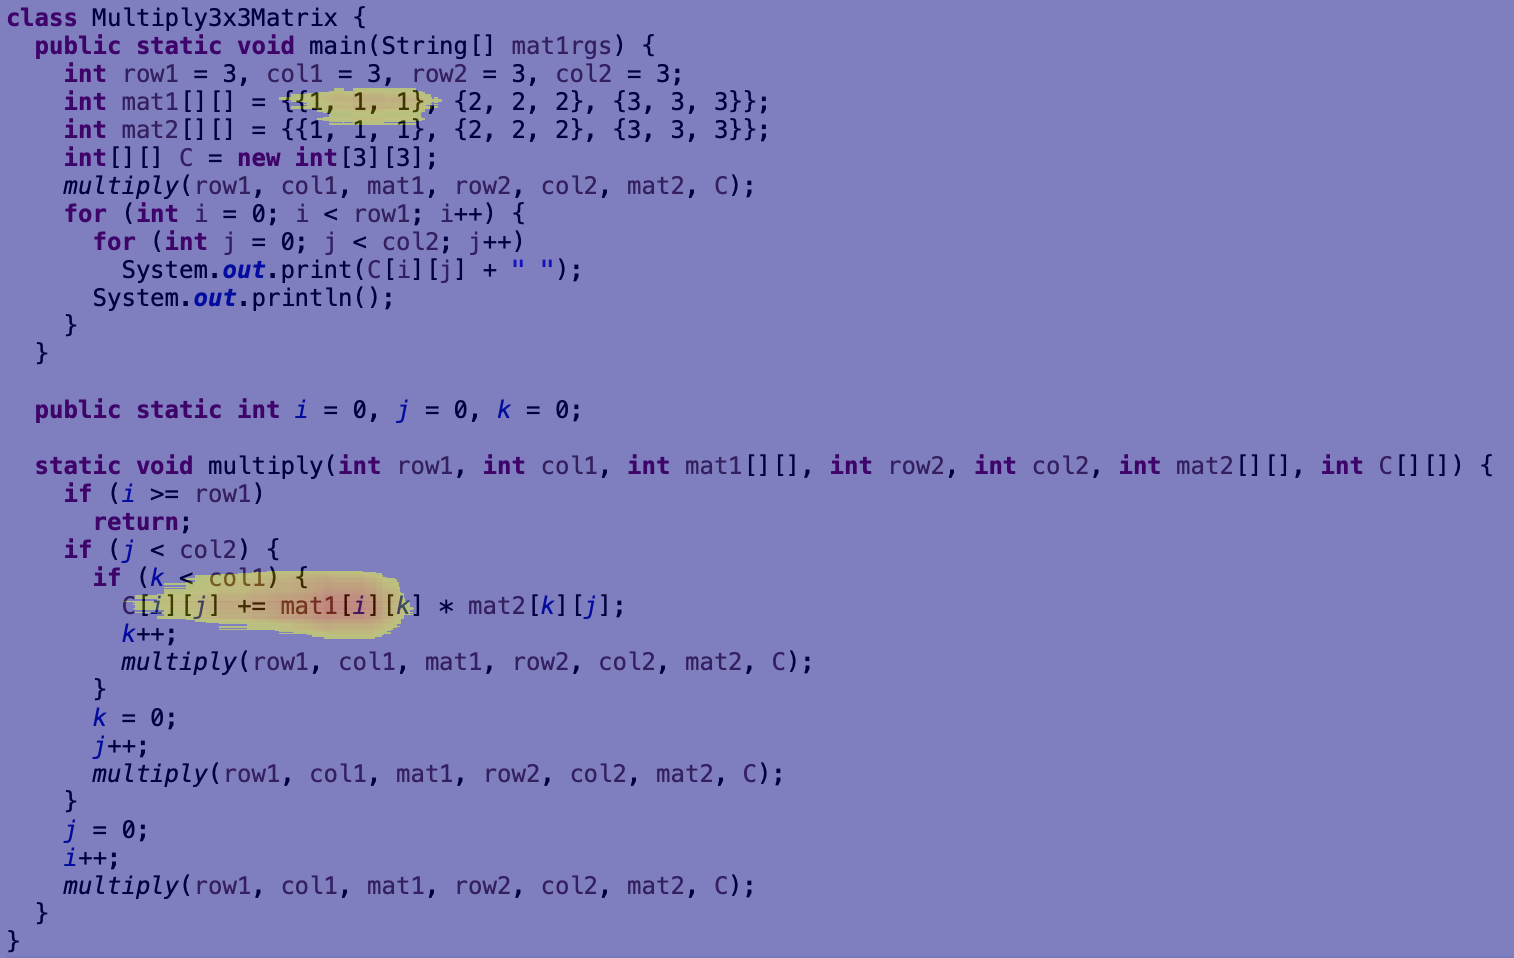 class Multiply3x3Matrix {
  public static void main(String[] mat1rgs) {
    int row1 = 3, col1 = 3, row2 = 3, col2 = 3;
    int mat1[][] = {{1, 1, 1}, {2, 2, 2}, {3, 3, 3}};
    int mat2[][] = {{1, 1, 1}, {2, 2, 2}, {3, 3, 3}};
    int[][] C = new int[3][3];
    multiply(row1, col1, mat1, row2, col2, mat2, C);
    for (int i = 0; i < row1; i++) {
      for (int j = 0; j < col2; j++)
        System.out.print(C[i][j] + " ");
      System.out.println();
    }
  }

  public static int i = 0, j = 0, k = 0;

  static void multiply(int row1, int col1, int mat1[][], int row2, int col2, int mat2[][], int C[][]) {
    if (i >= row1)
      return;
    if (j < col2) {
      if (k < col1) {
        C[i][j] += mat1[i][k] * mat2[k][j];
        k++;
        multiply(row1, col1, mat1, row2, col2, mat2, C);
      }
      k = 0;
      j++;
      multiply(row1, col1, mat1, row2, col2, mat2, C);
    }
    j = 0;
    i++;
    multiply(row1, col1, mat1, row2, col2, mat2, C);
  }
}